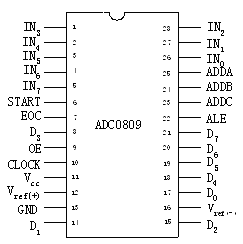 IN3 1 28 IN2
IN4 2 27 IN1
IN5 3 26 IN0
IN6 4 25 ADDA
IN7 5 24 ADDB
START 6 23 ADDC
EOC 7 ADC0809 22 ALE
D3 8 21 D7
OE 9 20 D6
CLOCK 10 19 D5
Vcc 11 18 D4
Vref(+) 12 17 D0
GND 13 16 Vref(-)
D1 14 15 D2